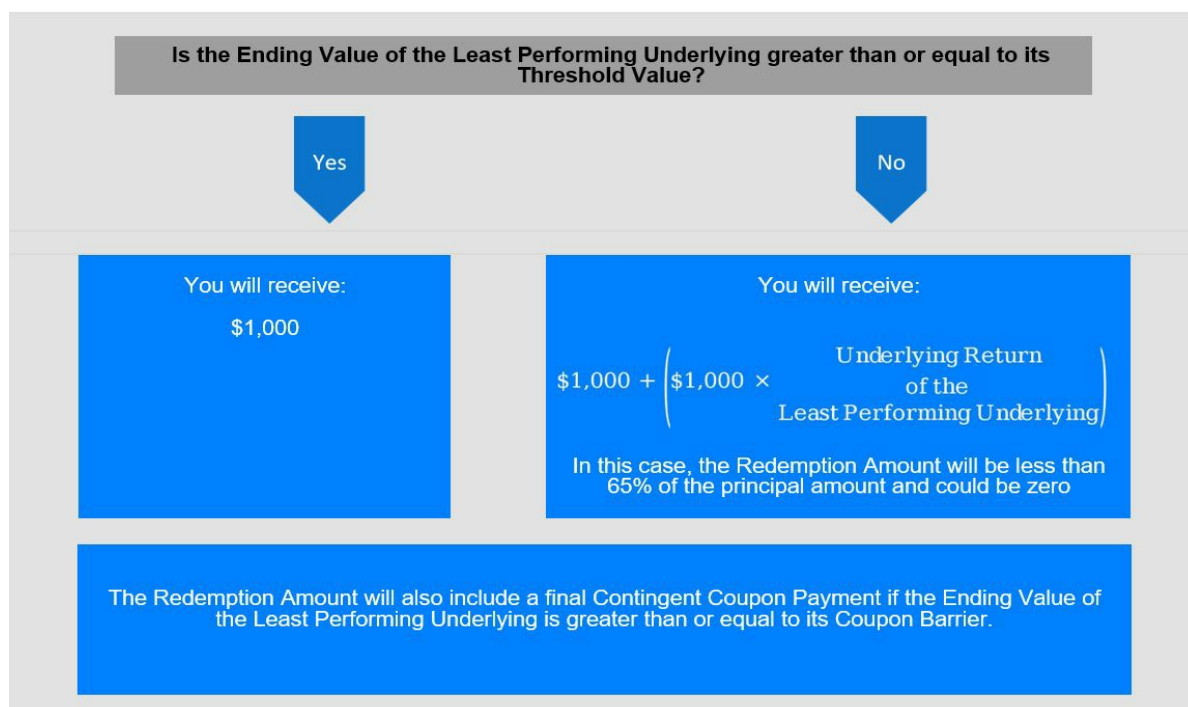 Is the Ending Value of the Least Performing Underlying greater than or equal to its
Threshold Value?
Yes
No
You will receive:
$1,000
You will receive:
$1,000 + ($1,000 × Underlying Return
of the
Least Performing Underlying)
In this case, the Redemption Amount will be less than
65% of the principal amount and could be zero
The Redemption Amount will also include a final Contingent Coupon Payment if the Ending Value of
the Least Performing Underlying is greater than or equal to its Coupon Barrier.